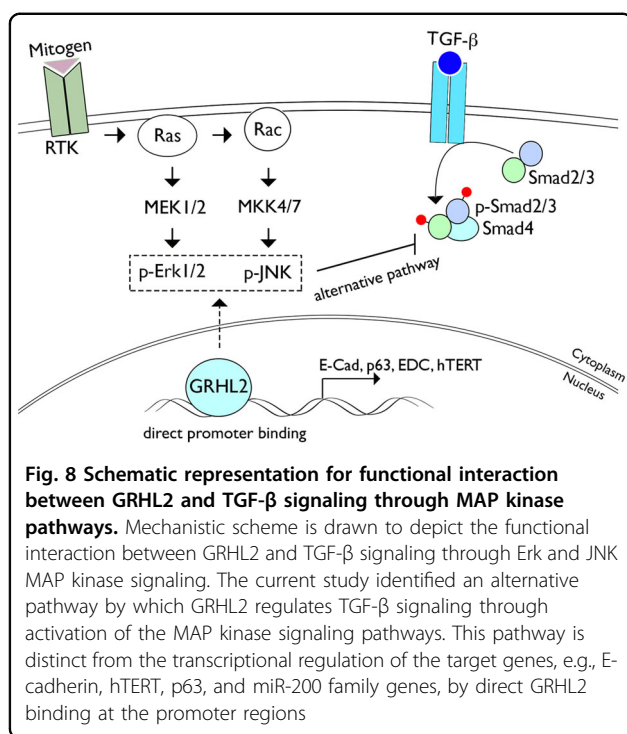 Mitogen
TGF-β
RTK
Ras
Rac
Smad2/3
MEK1/2
MKK4/7
p-Smad2/3
Smad4
p-Erk1/2
p-JNK
alternative pathway
Cytoplasm
Nucleus
E-Cad, p63, EDC, hTERT
GRHL2
direct promoter binding
Fig. 8 Schematic representation for functional interaction
between GRHL2 and TGF-β signaling through MAP kinase
pathways. Mechanistic scheme is drawn to depict the functional
interaction between GRHL2 and TGF-β signaling through Erk and JNK
MAP kinase signaling. The current study identified an alternative
pathway by which GRHL2 regulates TGF-β signaling through
activation of the MAP kinase signaling pathways. This pathway is
distinct from the transcriptional regulation of the target genes, e.g., E-
cadherin, hTERT, p63, and miR-200 family genes, by direct GRHL2
binding at the promoter regions